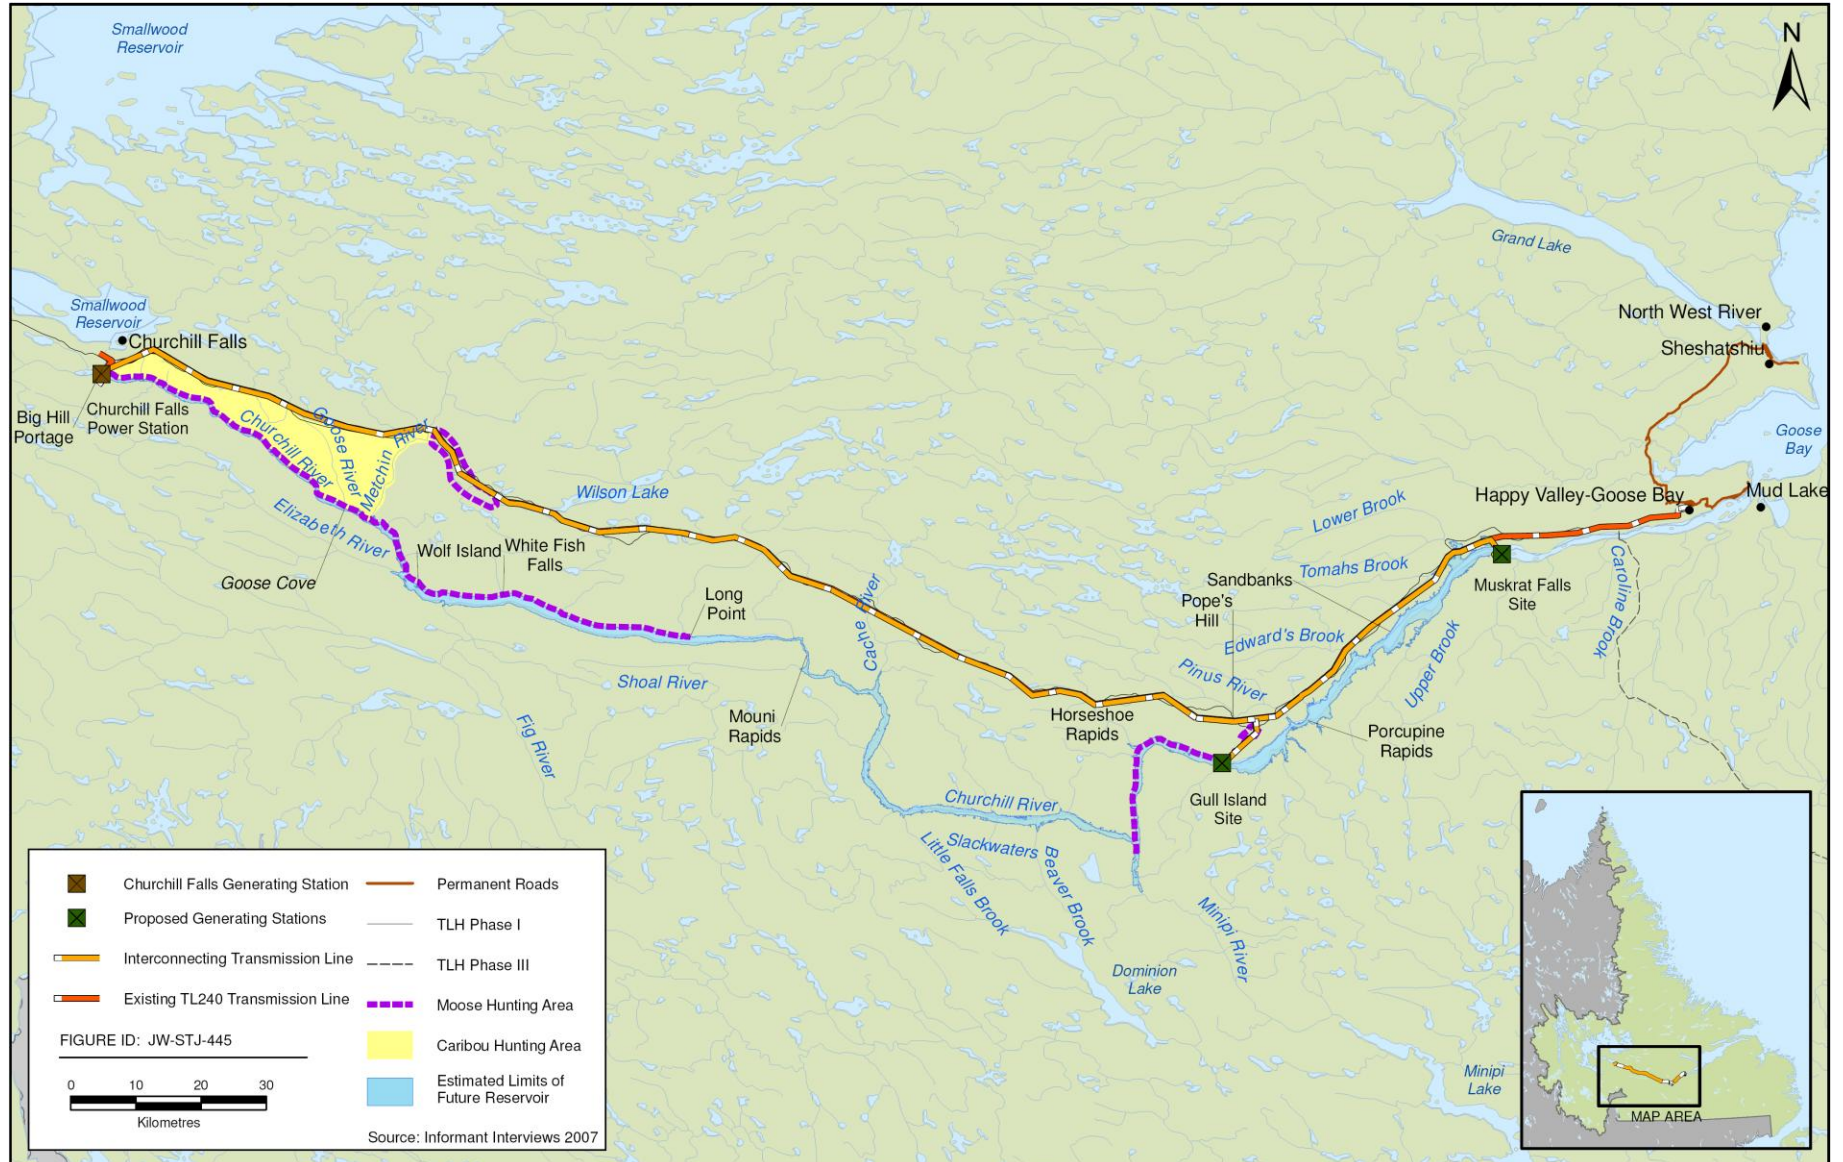 Smallwood
Reservoir
N
Grand Lake
Smallwood
Reservoir
Churchill Falls
North West River
Sheshatshiu
Big Hill
Portage
Churchill Falls
Power Station
Churchill River
Goose River
Metchin River
Goose
Bay
Elizabeth River
Wilson Lake
Happy Valley-Goose Bay
Mud Lake
Lower Brook
Wolf Island
White Fish
Falls
Goose Cove
Tomahs Brook
Sandbanks
Muskrat Falls
Site
Caroline Brook
Long
Point
Cache River
Pope's
Hill
Edward's Brook
Upper Brook
Pinus River
Shoal River
Fig River
Mouni
Rapids
Horseshoe
Rapids
Porcupine
Rapids
Gull Island
Site
Churchill River
Slackwaters
Little Falls Brook
Beaver Brook
Minipi River
Dominion
Lake
Minipi
Lake
Churchill Falls Generating Station
Proposed Generating Stations
Interconnecting Transmission Line
Existing TL240 Transmission Line
FIGURE ID: JW-STJ-445
0 10 20 30
Kilometres
Permanent Roads
TLH Phase I
TLH Phase III
Moose Hunting Area
Caribou Hunting Area
Estimated Limits of
Future Reservoir
Source: Informant Interviews 2007
MAP AREA